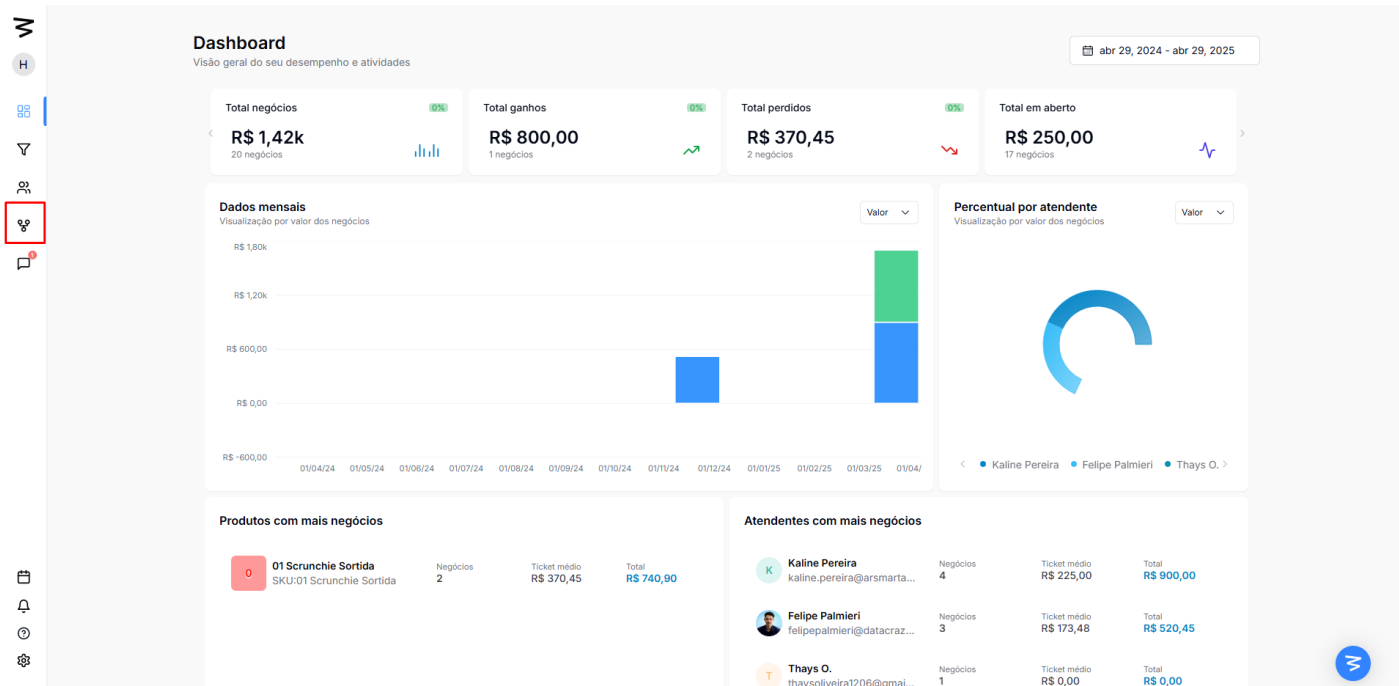 H
Dashboard
Visão geral do seu desempenho e atividades
abr 29, 2024 - abr 29, 2025
Total negócios
0%
R$ 1,42k
20 negócios
Total ganhos
0%
R$ 800,00
1 negócios
Total perdidos
0%
R$ 370,45
2 negócios
Total em aberto
R$ 250,00
17 negócios
1
Dados mensais
Visualização por valor dos negócios
Valor
R$ 1,80k
R$ 1,20k
R$ 600,00
R$ 0,00
R$ -600,00
01/04/24 01/05/24 01/06/24 01/07/24 01/08/24 01/09/24 01/10/24 01/11/24 01/12/24 01/01/25 01/02/25 01/03/25 01/04/
Percentual por atendente
Visualização por valor dos negócios
Valor
Kaline Pereira Felipe Palmieri Thays O.
Produtos com mais negócios
0
01 Scrunchie Sortida
SKU:01 Scrunchie Sortida
Negócios
2
Ticket médio
R$ 370,45
Total
R$ 740,90
Atendentes com mais negócios
K
Kaline Pereira
kaline.pereira@arsmarta...
Negócios
4
Ticket médio
R$ 225,00
Total
R$ 900,00
Felipe Palmieri
felipepalmieri@datacraz...
Negócios
3
Ticket médio
R$ 173,48
Total
R$ 520,45
T
Thays O.
thaysoliveira1206@gmai...
Negócios
1
Ticket médio
R$ 0,00
Total
R$ 0,00